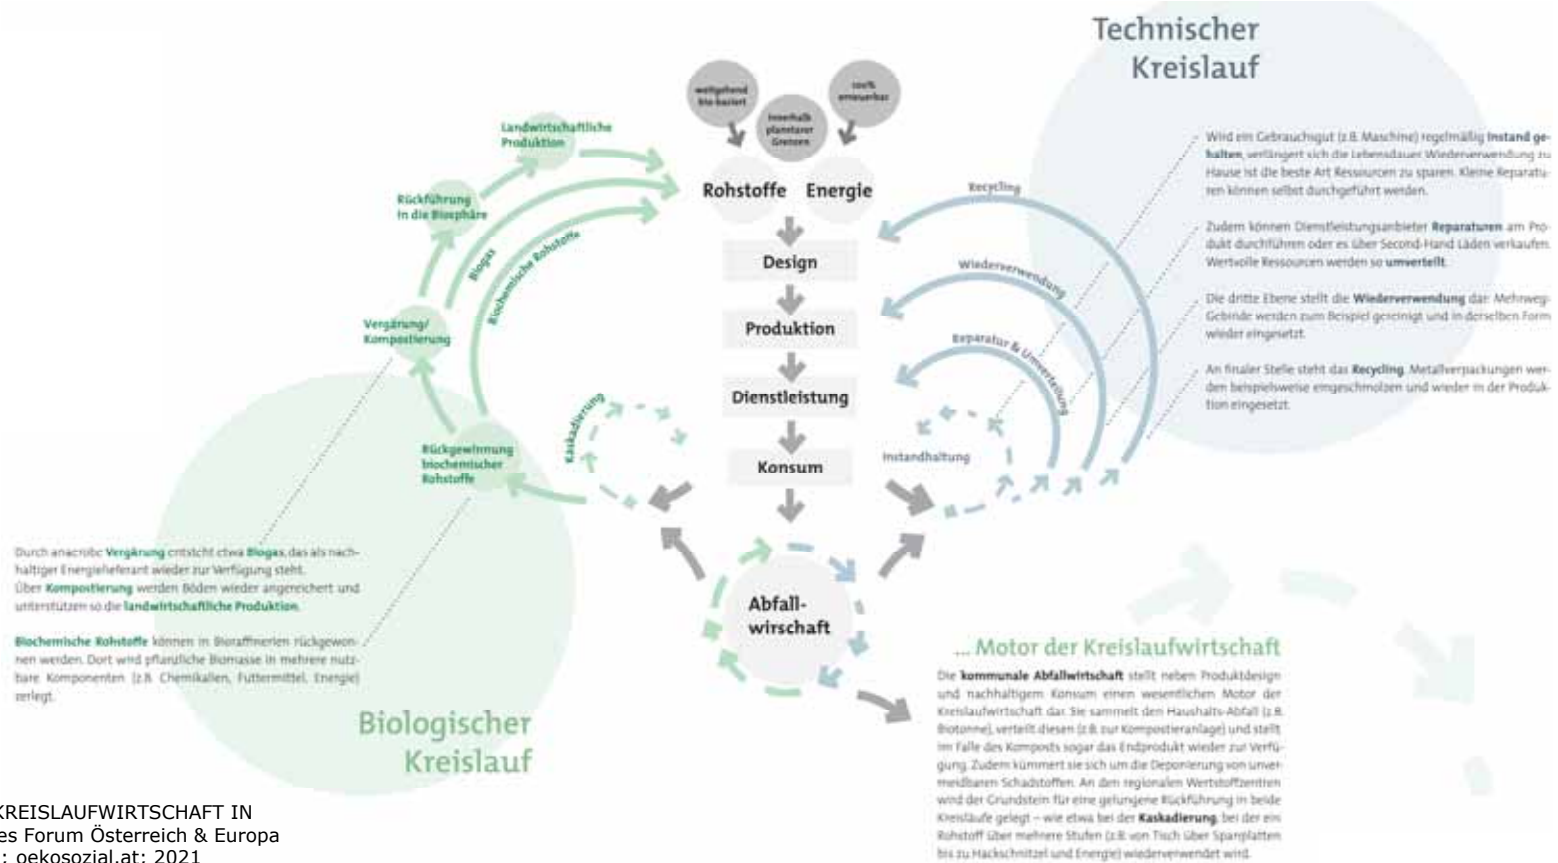 Technischer
Kreislauf
weitgehend
bio-basiert
100%
erneuerbar
innerhalb
planetarer
Grenzen
Rohstoffe
Energie
Design
Produktion
Dienstleistung
Konsum
Abfall-
wirschaft
Landwirtschaftliche
Produktion
Rückführung
in die Biosphäre
Vergärung/
Kompostierung
Rückgewinnung
biochemischer
Rohstoffe
Biogas
Biochemische Rohstoffe
Kaskadierung
Recycling
Wiederverwendung
Reparatur & Umverteilung
Instandhaltung
Wird ein Gebrauchsgut (z.B. Maschine) regelmäßig instand ge-
halten, verlängert sich die Lebensdauer Wiederverwendung zu
Hause ist die beste Art Ressourcen zu sparen. Kleine Reparatu-
ren können selbst durchgeführt werden.
Zudem können Dienstleistungsanbieter Reparaturen am Pro-
dukt durchführen oder es über Second-Hand Läden verkaufen.
Wertvolle Ressourcen werden so umverteilt.
Die dritte Ebene stellt die Wiederverwendung dar: Mehrweg-
Gebinde werden zum Beispiel gereinigt und in derselben Form
wieder eingesetzt.
An finaler Stelle steht das Recycling. Metallverpackungen wer-
den beispielsweise eingeschmolzen und wieder in der Produk-
tion eingesetzt.
Durch anaerobe Vergärung entsteht etwa Biogas, das als nach-
haltiger Energielieferant wieder zur Verfügung steht.
Über Kompostierung werden Böden wieder angereichert und
unterstützen so die landwirtschaftliche Produktion.
Biochemische Rohstoffe können in Bioraffinerien rückgewon-
nen werden. Dort wird pflanzliche Biomasse in mehrere nutz-
bare Komponenten (z.B. Chemikalien, Futtermittel, Energie)
zerlegt.
Biologischer
Kreislauf
... Motor der Kreislaufwirtschaft
Die kommunale Abfallwirtschaft stellt neben Produktdesign
und nachhaltigem Konsum einen wesentlichen Motor der
Kreislaufwirtschaft dar. Sie sammelt den Haushalts-Abfall (z.B.
Biotonne), verteilt diesen (z.B. zur Kompostieranlage) und stellt
im Falle des Komposts sogar das Endprodukt wieder zur Verfü-
gung. Zudem kümmert sie sich um die Deponierung von unver-
meidbaren Schadstoffen. An den regionalen Wertstoffzentren
wird der Grundstein für eine gelungene Rückführung in beide
Kreisläufe gelegt – wie etwa bei der Kaskadierung, bei der ein
Rohstoff über mehrere Stufen (z.B. von Tisch über Spanplatten
bis zu Hackschnitzel und Energie) wiederverwendet wird.
KREISLAUFWIRTSCHAFT IN
es Forum Österreich & Europa
: oekosozial.at; 2021